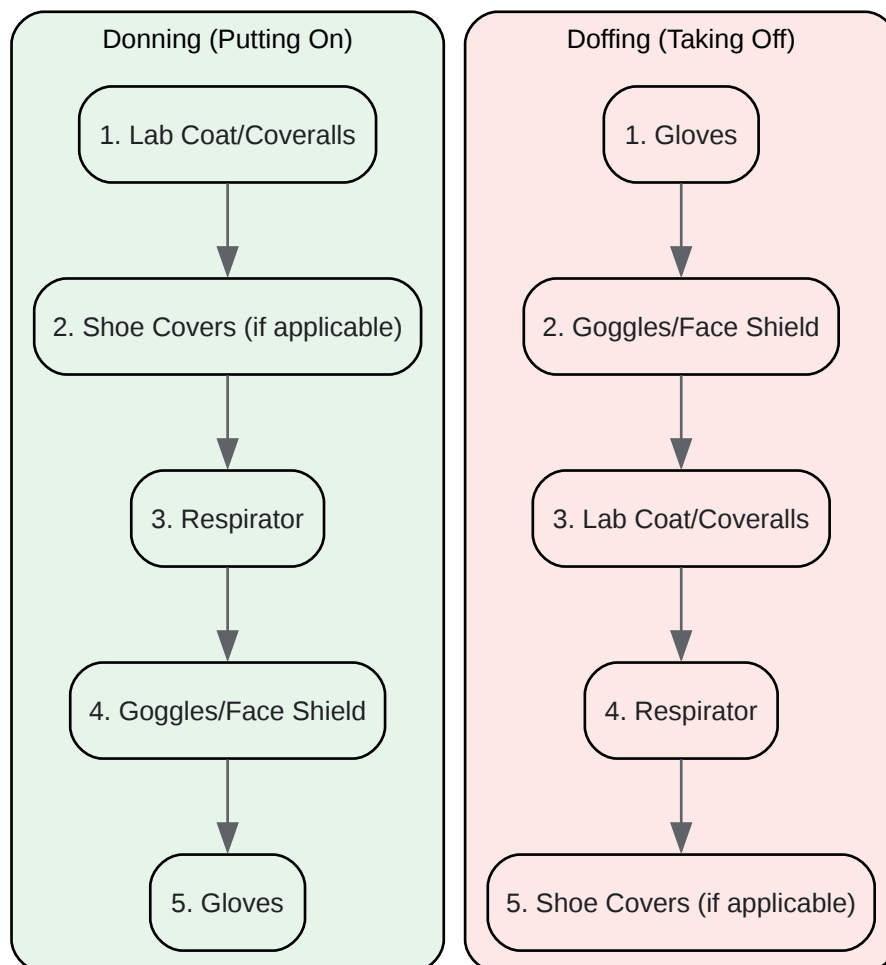 Donning (Putting On)
1. Lab Coat/Coveralls
2. Shoe Covers (if applicable)
3. Respirator
4. Goggles/Face Shield
5. Gloves
Doffing (Taking Off)
1. Gloves
2. Goggles/Face Shield
3. Lab Coat/Coveralls
4. Respirator
5. Shoe Covers (if applicable)